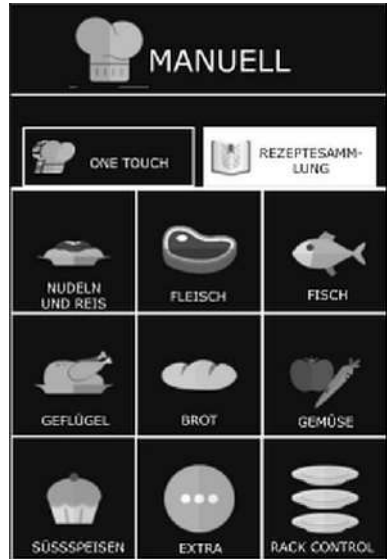 MANUELL
ONE TOUCH
REZEPTESAMM-
LUNG
NUDELN
UND REIS
FLEISCH
FISCH
GEFLÜGEL
BROT
GEMÜSE
SÜSSSPEISEN
EXTRA
RACK CONTROL